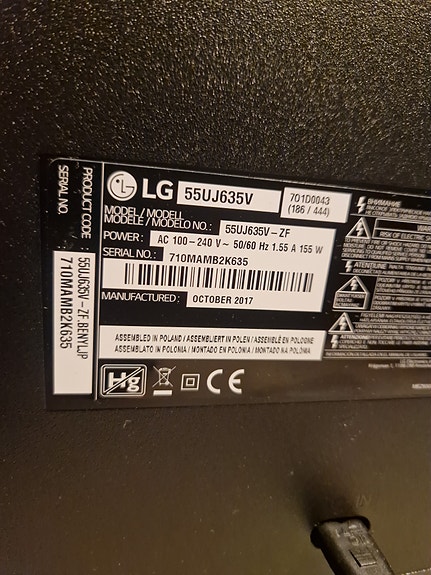 LG 55UJ635V
701D0043
(186 / 444)
MODEL / MODELL
MODÈLE / MODELO NO. : 55UJ635V-ZF
POWER : AC 100-240 V~ 50/60 Hz 1.55 A 155 W
SERIAL NO. : 710MAMB2K635
MANUFACTURED : OCTOBER 2017
ASSEMBLED IN POLAND / ASSEMBLIERT IN POLEN / ASSEMBLÉ EN POLOGNE
ASSEMBLATO IN POLONIA / MONTADO EN POLONIA / MONTADO NA POLÓNIA
Hg
CE
PRODUCT CODE : 55UJ635V-ZF.BENYLJP
SERIAL NO. 710MAMB2K635
ВНИМАНИЕ
RISK OF ELECTRIC
ATENTIE